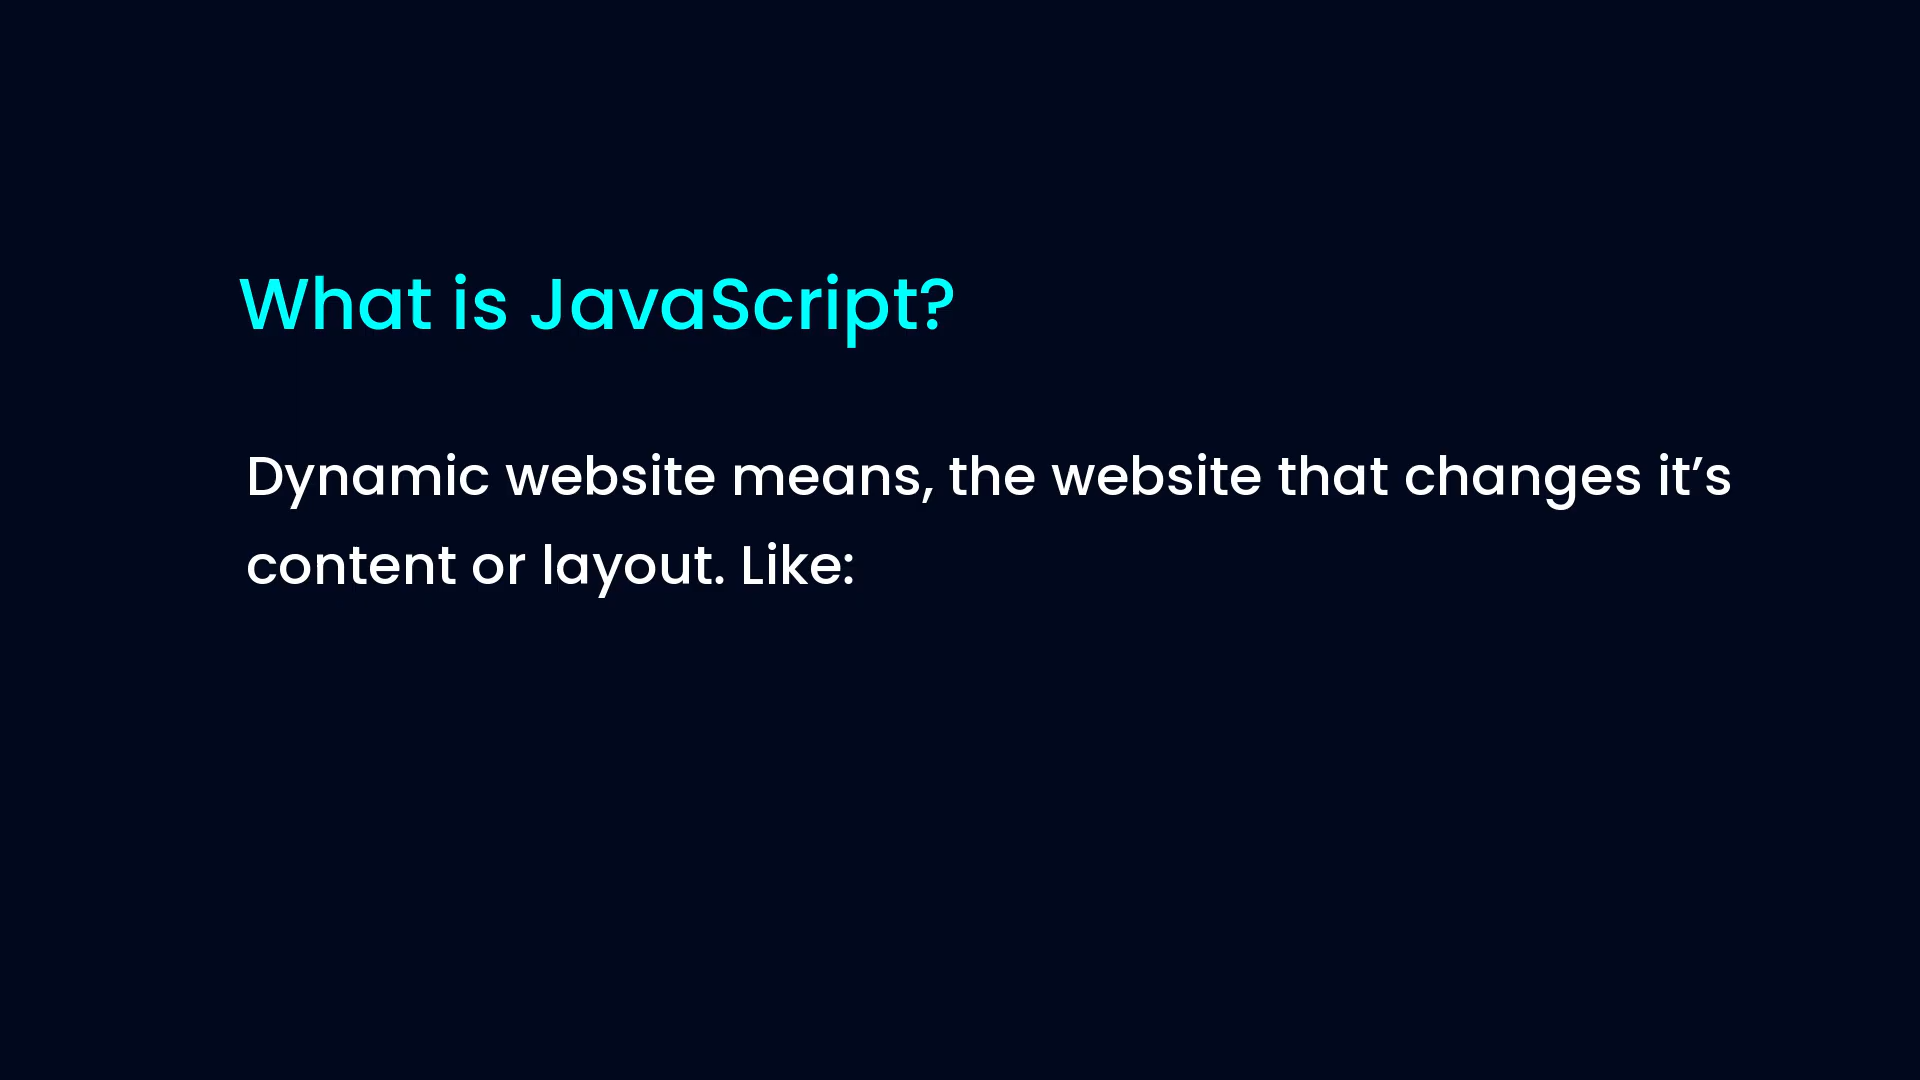 What is JavaScript?
Dynamic website means, the website that changes it’s
content or layout. Like: